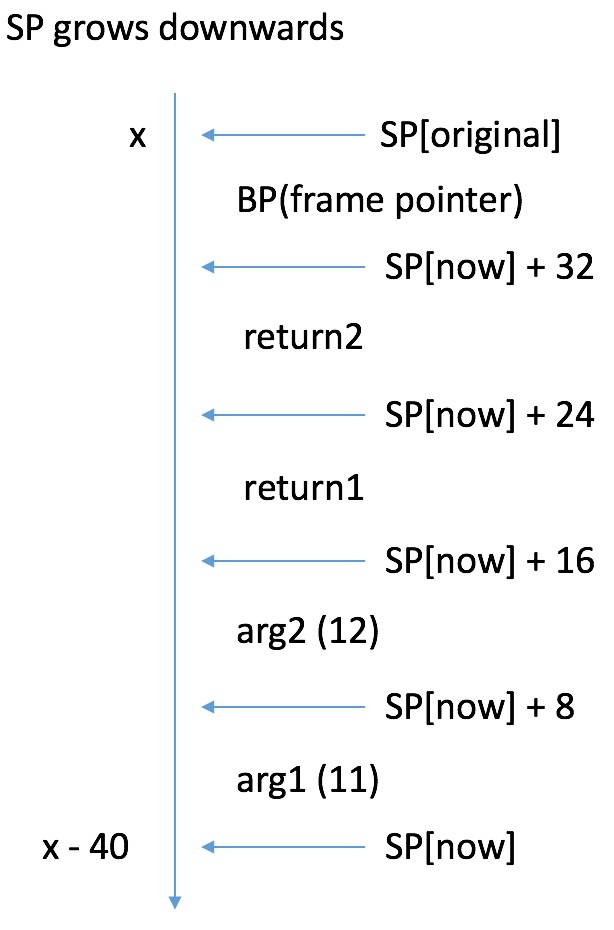 SP grows downwards
x
SP[original]
BP(frame pointer)
SP[now] + 32
return2
SP[now] + 24
return1
SP[now] + 16
arg2 (12)
SP[now] + 8
arg1 (11)
x - 40
SP[now]